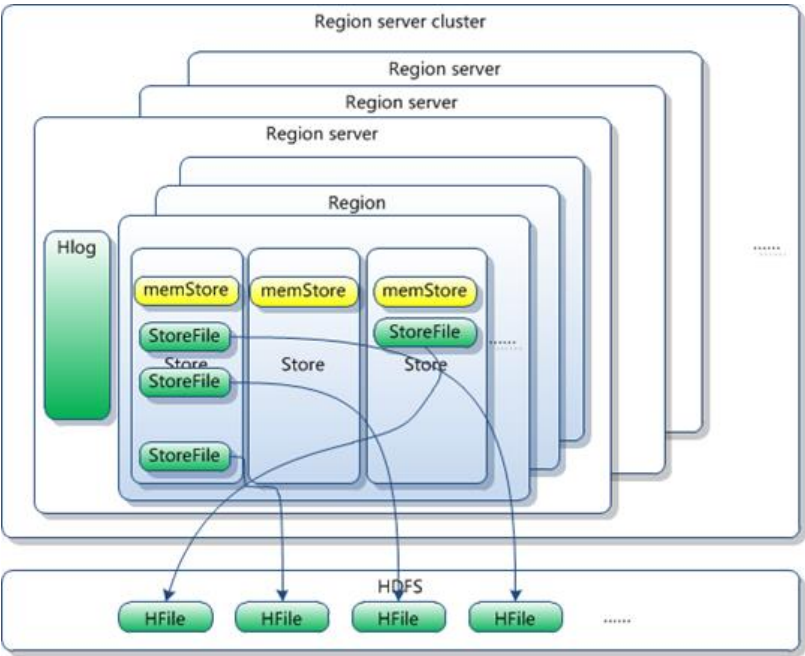 Region server cluster
Region server
Region server
Region server
Region
Hlog
......
memStore
memStore
memStore
StoreFile
StoreFile
......
Store
Store
Store
StoreFile
StoreFile
HDFS
HFile
HFile
HFile
HFile
......